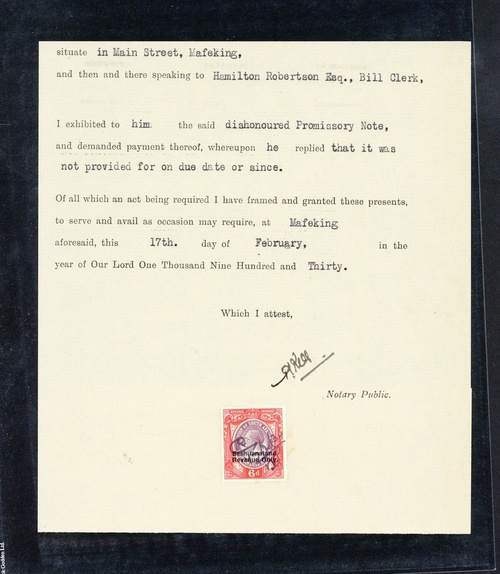 situate in Main Street, Mafeking,
and then and there speaking to Hamilton Robertson Esq., Bill Clerk,
I exhibited to him the said dishonoured Promissory Note,
and demanded payment thereof, whereupon he replied that it was
not provided for on due date or since.
Of all which an act being required I have framed and granted these presents,
to serve and avail as occasion may require, at Mafeking
aforesaid, this 17th. day of February, in the
year of Our Lord One Thousand Nine Hundred and Thirty.
Which I attest,
Notary Public.
Bechuanaland
Revenue Only.
6d